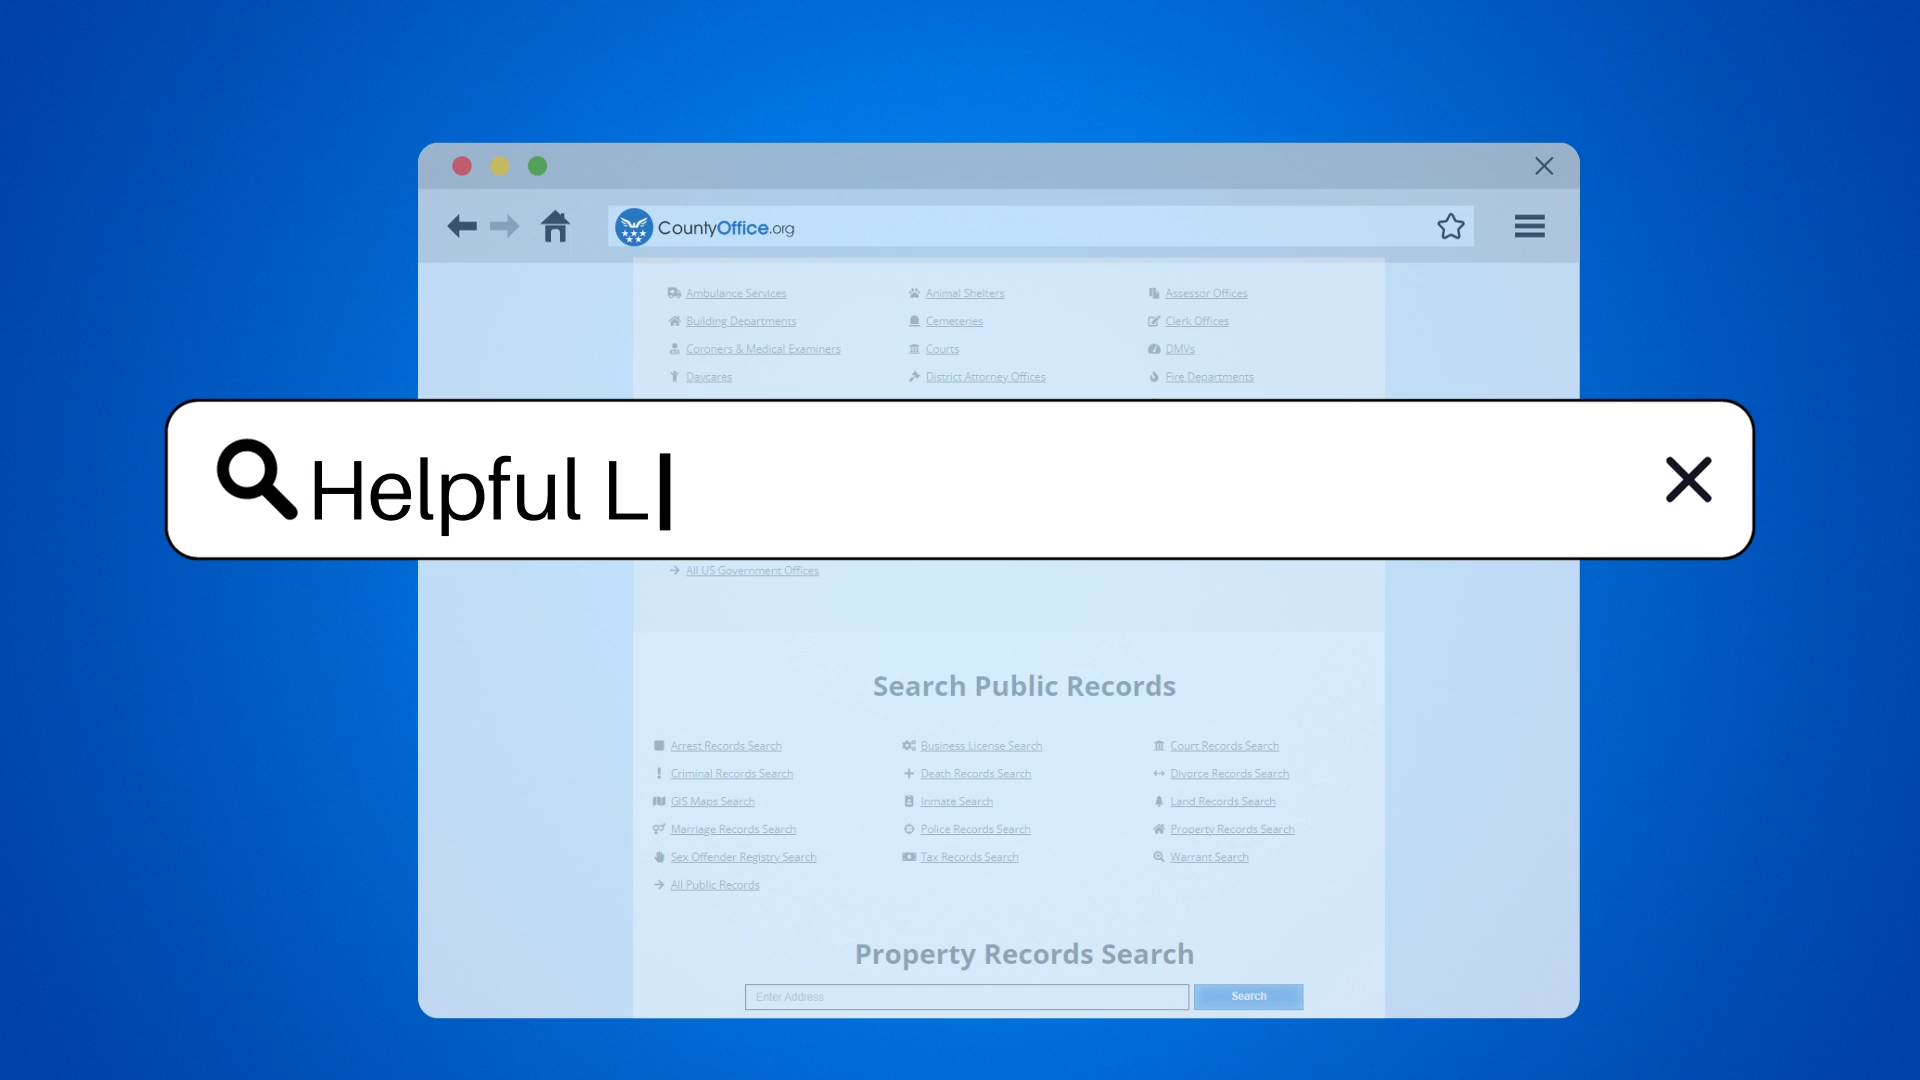 CountyOffice.org
Ambulance Services Animal Shelters Assessor Offices
Building Departments Cemeteries Clerk Offices
Coroners & Medical Examiners Courts DMVs
Daycares District Attorney Offices Fire Departments
Helpful L
All US Government Offices
Search Public Records
Arrest Records Search Business License Search Court Records Search
Criminal Records Search Death Records Search Divorce Records Search
GIS Maps Search Inmate Search Land Records Search
Marriage Records Search Police Records Search Property Records Search
Sex Offender Registry Search Tax Records Search Warrant Search
All Public Records
Property Records Search
Enter Address Search